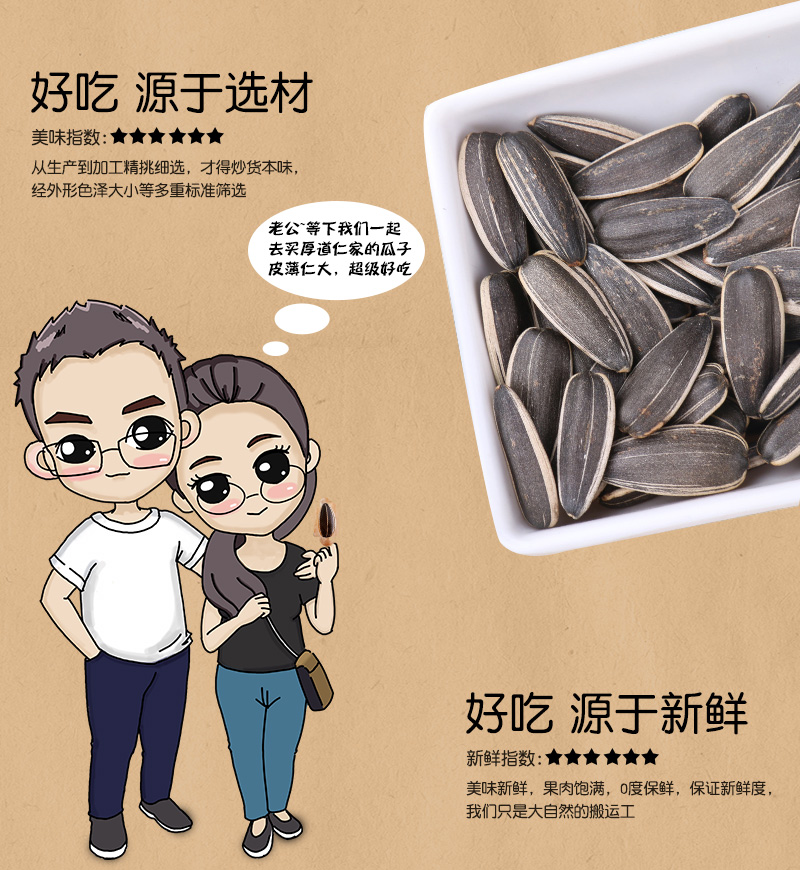 好吃 源于选材
美味指数:★★★★★★
从生产到加工精挑细选，才得炒货本味，
经外形色泽大小等多重标准筛选
老公~等下我们一起
去买厚道仁家的瓜子
皮薄仁大，超级好吃
好吃 源于新鲜
新鲜指数:★★★★★★
美味新鲜，果肉饱满，0度保鲜，保证新鲜度，
我们只是大自然的搬运工